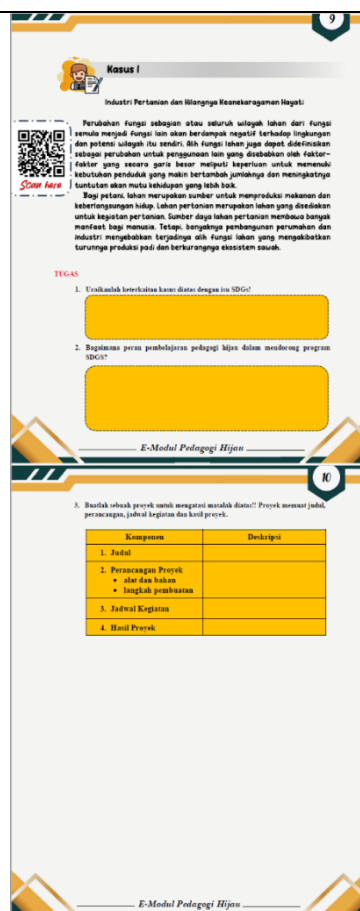 9
Kasus I
Industri Pertanian dan Hilangnya Keanekaragaman Hayati
Perubahan fungsi sebagian atau seluruh wilayah lahan dari fungsi
semula menjadi fungsi lain akan berdampak negatif terhadap lingkungan
dan potensi wilayah itu sendiri. Alih fungsi lahan juga dapat didefinisikan
sebagai perubahan untuk penggunaan lain yang disebabkan oleh faktor-
faktor yang secara garis besar meliputi keperluan untuk memenuhi
kebutuhan penduduk yang makin bertambah jumlahnya dan meningkatnya
tuntutan akan mutu kehidupan yang lebih baik.
Scan here
Bagi petani, lahan merupakan sumber untuk memproduksi makanan dan
keberlangsungan hidup. Lahan pertanian merupakan lahan yang disediakan
untuk kegiatan pertanian. Sumber daya lahan pertanian membawa banyak
manfaat bagi manusia. Tetapi, banyaknya pembangunan perumahan dan
industri menyebabkan terjadinya alih fungsi lahan yang mengakibatkan
turunnya produksi padi dan berkurangnya ekosistem sawah.
TUGAS
1. Uraikanlah keterkaitan kasus diatas dengan isu SDGs!
2. Bagaimana peran pembelajaran pedagogi hijau dalam mendorong program
SDGS?
E-Modul Pedagogi Hijau
10
3. Buatlah sebuah proyek untuk mengatasi masalah diatas!! Proyek memuat judul,
perancangan, jadwal kegiatan dan hasil proyek.
Komponen Deskripsi
1. Judul
2. Perancangan Proyek
• alat dan bahan
• langkah pembuatan
3. Jadwal Kegiatan
4. Hasil Proyek
E-Modul Pedagogi Hijau